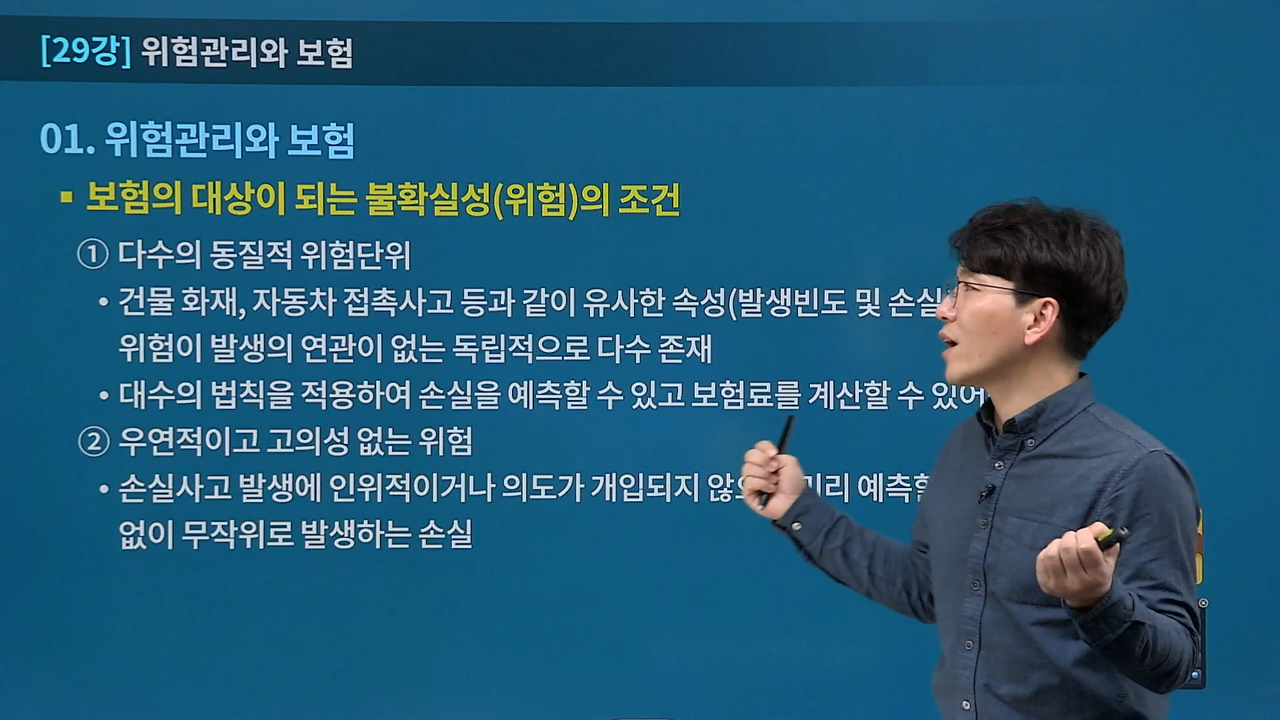 [29강] 위험관리와 보험
01. 위험관리와 보험
▪ 보험의 대상이 되는 불확실성(위험)의 조건
① 다수의 동질적 위험단위
• 건물 화재, 자동차 접촉사고 등과 같이 유사한 속성(발생빈도 및
위험이 발생의 연관이 없는 독립적으로 다수 존재
• 대수의 법칙을 적용하여 손실을 예측할 수 있고 보험료를 계산할 수
② 우연적이고 고의성 없는 위험
• 손실사고 발생에 인위적이거나 의도가 개입되지
없이 무작위로 발생하는 손실